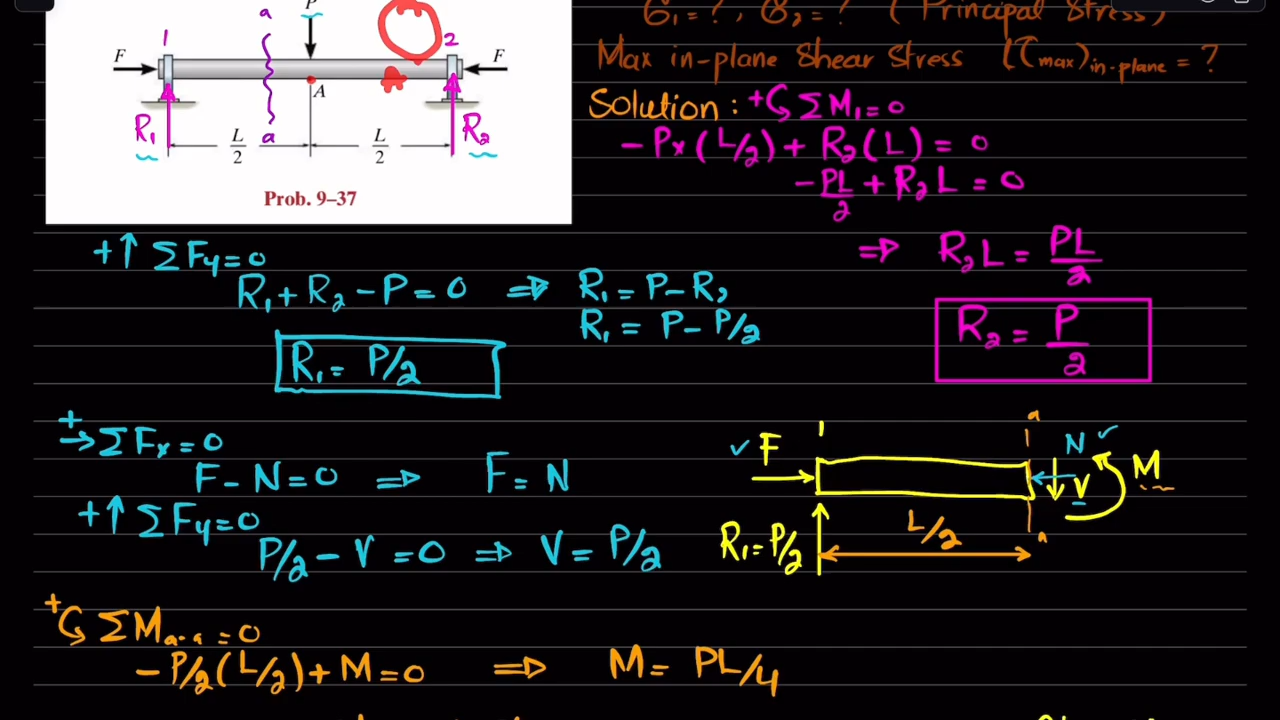 σ₁ = ? , σ₂ = ? ( Principal Stress )
Max in-plane Shear Stress (τmax)in-plane = ?
a
P
1
2
F
F
A
R₁
L/2
a
L/2
R₂
Prob. 9–37
Solution : +↺ ΣM₁ = 0
- P× (L/2) + R₂ (L) = 0
- PL/2 + R₂ L = 0
⇒ R₂ L = PL/2
R₂ = P/2
+↑ ΣFy = 0
R₁ + R₂ - P = 0 ⇒ R₁ = P - R₂
R₁ = P - P/2
R₁ = P/2
+→ ΣFx = 0
F - N = 0 ⇒ F = N
+↑ ΣFy = 0
P/2 - V = 0 ⇒ V = P/2
✓ F
1
a
N ✓
V
M
R₁ = P/2
L/2
a
+↺ ΣMa-a = 0
- P/2 (L/2) + M = 0 ⇒ M = PL/4